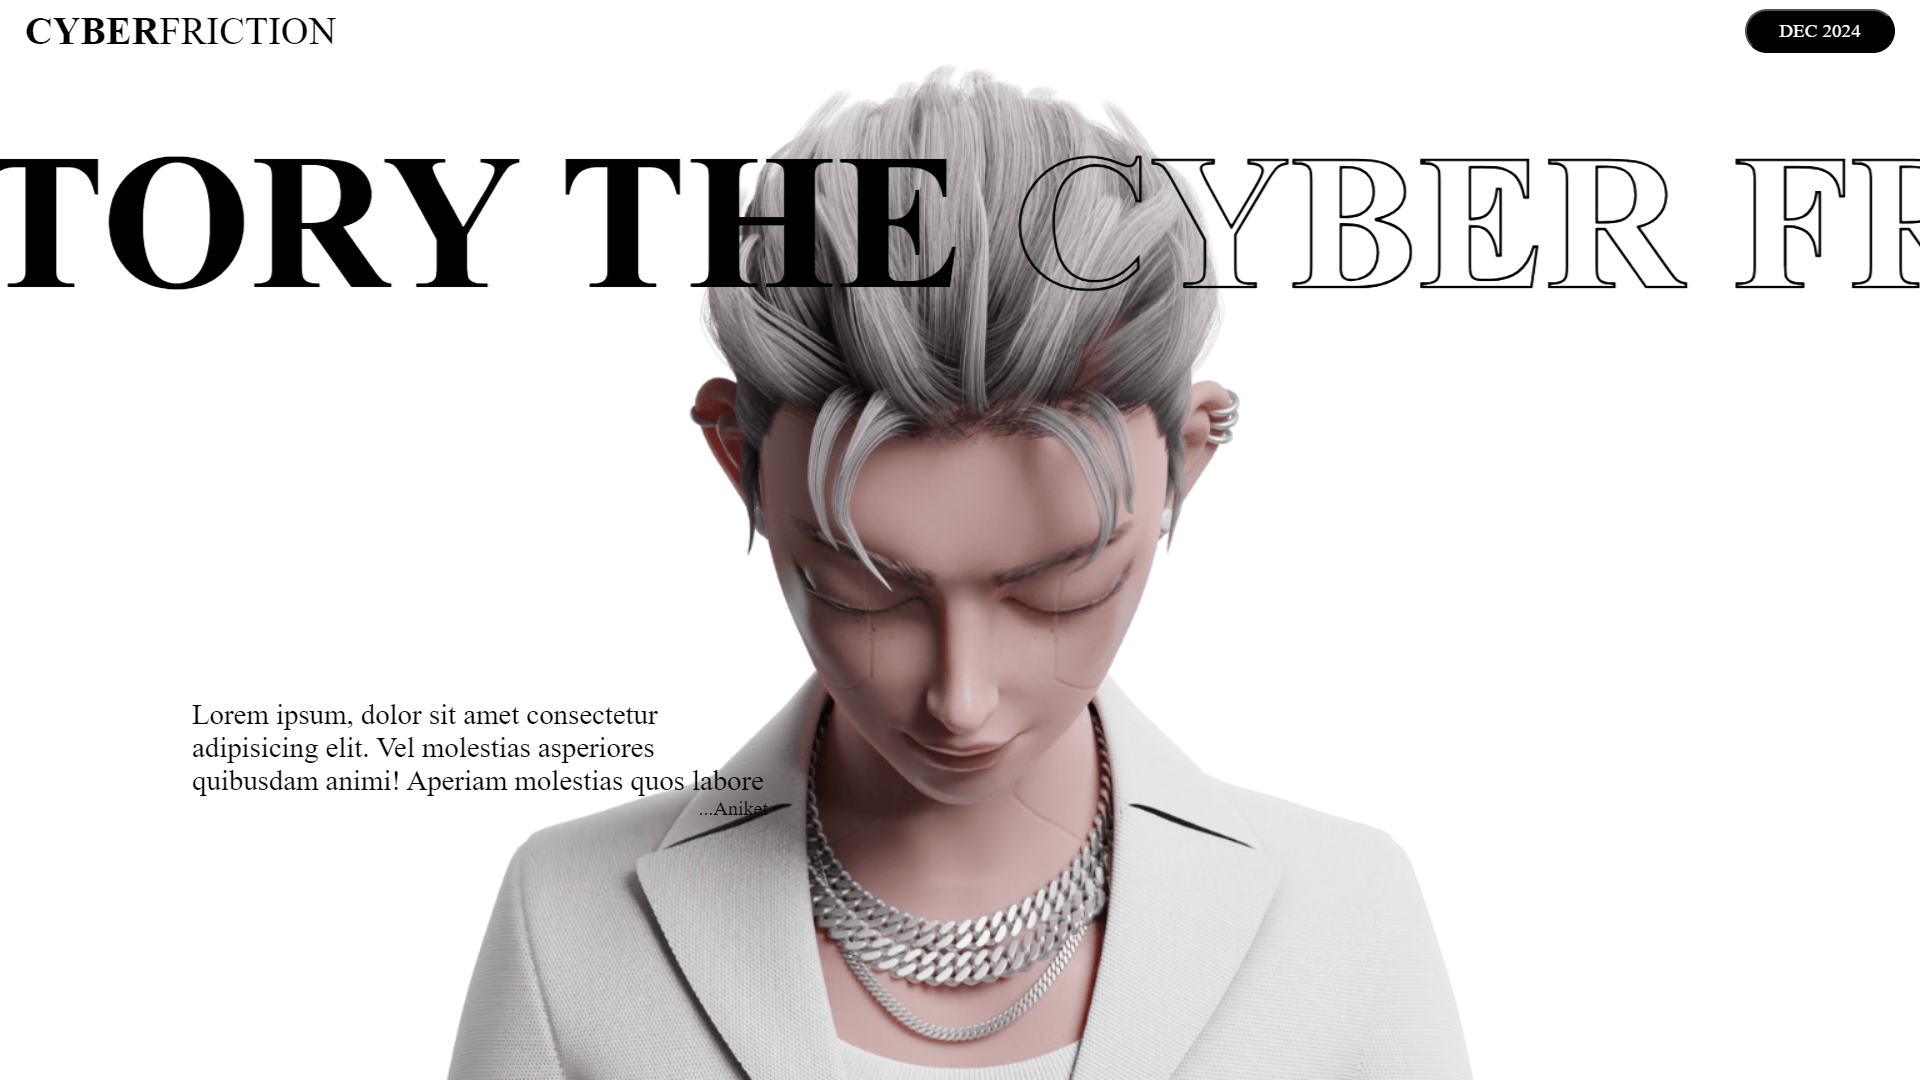 CYBERFRICTION
DEC 2024
TORY THE CYBER FR
Lorem ipsum, dolor sit amet consectetur
adipisicing elit. Vel molestias asperiores
quibusdam animi! Aperiam molestias quos labore
...Aniket